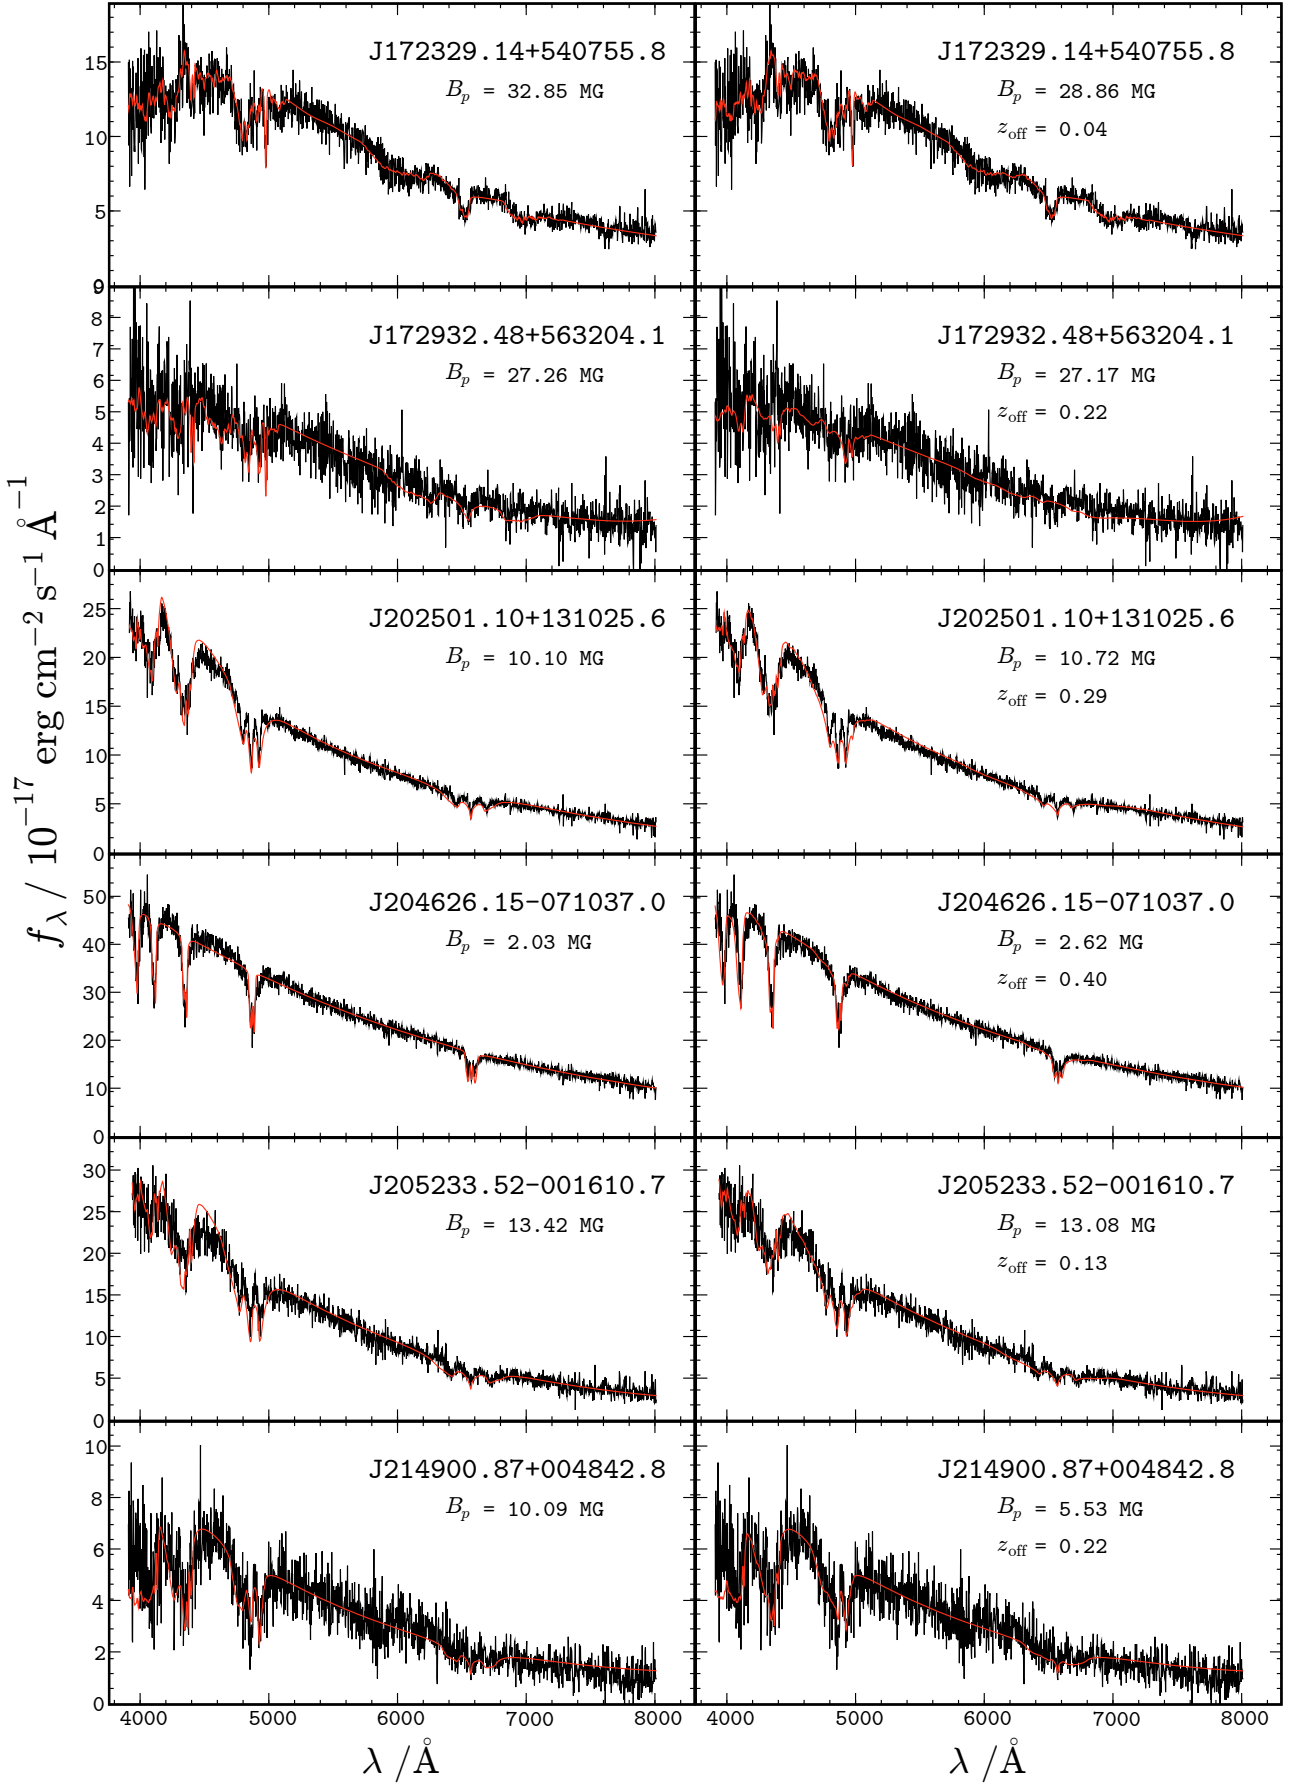 f_λ / 10^{-17} erg cm^{-2} s^{-1} Å^{-1}
J172329.14+540755.8
B_p = 32.85 MG
15
10
5
0
J172329.14+540755.8
B_p = 28.86 MG
z_off = 0.04
J172932.48+563204.1
B_p = 27.26 MG
9
8
7
6
5
4
3
2
1
0
J172932.48+563204.1
B_p = 27.17 MG
z_off = 0.22
J202501.10+131025.6
B_p = 10.10 MG
25
20
15
10
5
0
J202501.10+131025.6
B_p = 10.72 MG
z_off = 0.29
J204626.15-071037.0
B_p = 2.03 MG
50
40
30
20
10
0
J204626.15-071037.0
B_p = 2.62 MG
z_off = 0.40
J205233.52-001610.7
B_p = 13.42 MG
30
25
20
15
10
5
0
J205233.52-001610.7
B_p = 13.08 MG
z_off = 0.13
J214900.87+004842.8
B_p = 10.09 MG
10
8
6
4
2
0
J214900.87+004842.8
B_p = 5.53 MG
z_off = 0.22
4000 5000 6000 7000 8000
4000 5000 6000 7000 8000
λ /Å
λ /Å